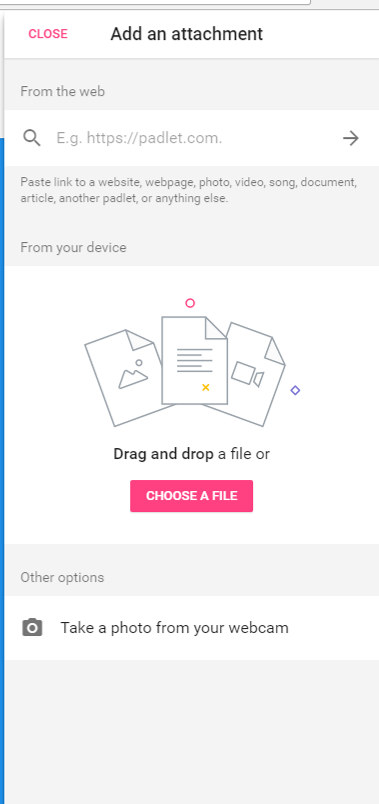 CLOSE Add an attachment
From the web
E.g. https://padlet.com.
Paste link to a website, webpage, photo, video, song, document,
article, another padlet, or anything else.
From your device
Drag and drop a file or
CHOOSE A FILE
Other options
Take a photo from your webcam